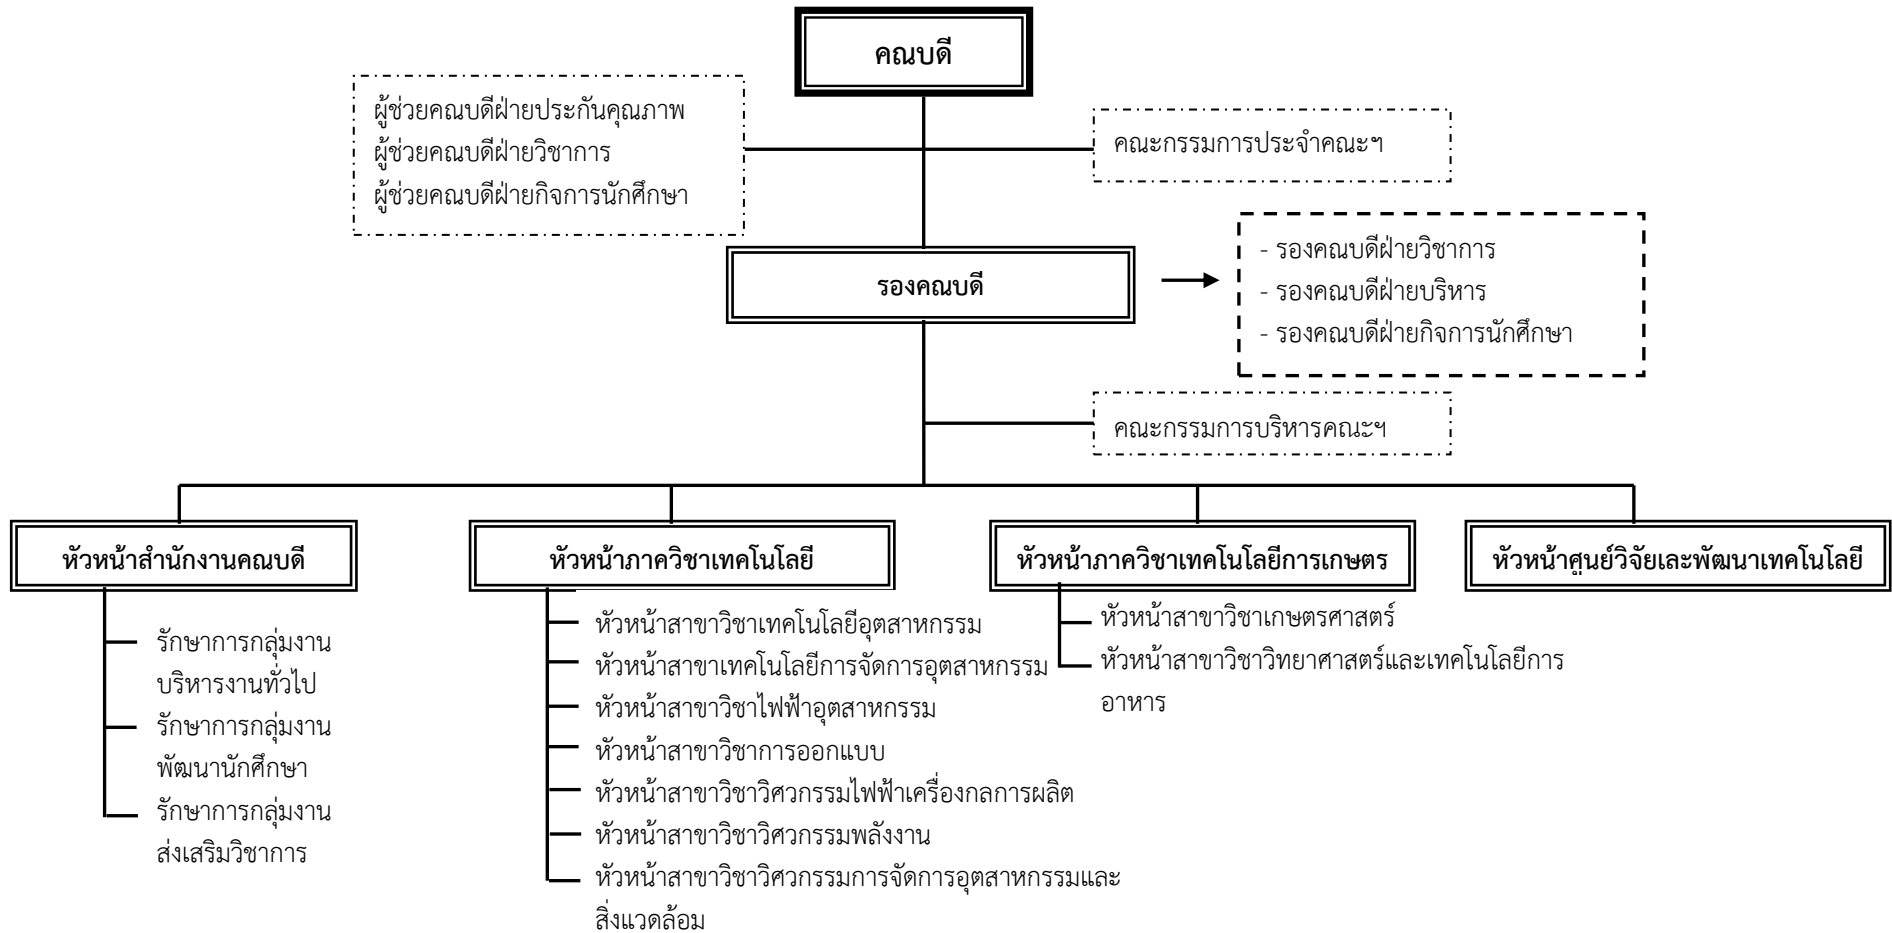 คณบดี
ผู้ช่วยคณบดีฝ่ายประกันคุณภาพ
ผู้ช่วยคณบดีฝ่ายวิชาการ
ผู้ช่วยคณบดีฝ่ายกิจการนักศึกษา
คณะกรรมการประจำคณะฯ
รองคณบดี
- รองคณบดีฝ่ายวิชาการ
- รองคณบดีฝ่ายบริหาร
- รองคณบดีฝ่ายกิจการนักศึกษา
คณะกรรมการบริหารคณะฯ
หัวหน้าสำนักงานคณบดี
รักษาการกลุ่มงาน
บริหารงานทั่วไป
รักษาการกลุ่มงาน
พัฒนานักศึกษา
รักษาการกลุ่มงาน
ส่งเสริมวิชาการ
หัวหน้าภาควิชาเทคโนโลยี
หัวหน้าสาขาวิชาเทคโนโลยีอุตสาหกรรม
หัวหน้าสาขาเทคโนโลยีการจัดการอุตสาหกรรม
หัวหน้าสาขาวิชาไฟฟ้าอุตสาหกรรม
หัวหน้าสาขาวิชาการออกแบบ
หัวหน้าสาขาวิชาวิศวกรรมไฟฟ้าเครื่องกลการผลิต
หัวหน้าสาขาวิชาวิศวกรรมพลังงาน
หัวหน้าสาขาวิชาวิศวกรรมการจัดการอุตสาหกรรมและ
สิ่งแวดล้อม
หัวหน้าภาควิชาเทคโนโลยีการเกษตร
หัวหน้าสาขาวิชาเกษตรศาสตร์
หัวหน้าสาขาวิชาวิทยาศาสตร์และเทคโนโลยีการ
อาหาร
หัวหน้าศูนย์วิจัยและพัฒนาเทคโนโลยี